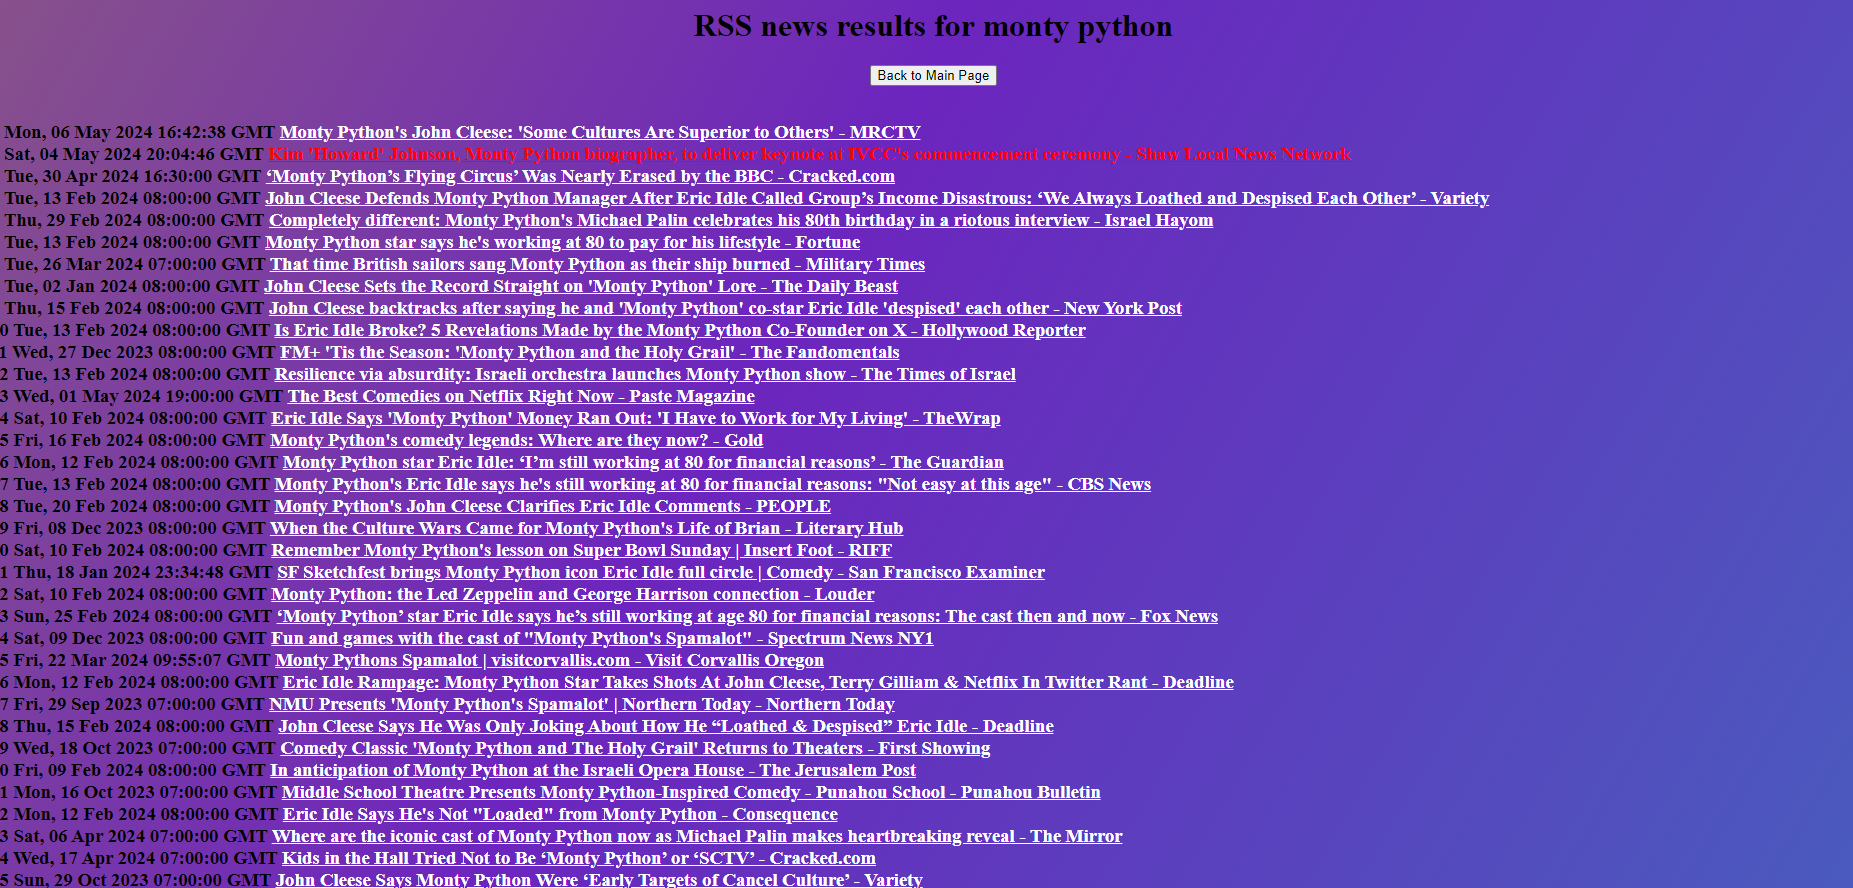 RSS news results for monty python
Back to Main Page
Mon, 06 May 2024 16:42:38 GMT Monty Python's John Cleese: 'Some Cultures Are Superior to Others' - MRCTV
Sat, 04 May 2024 20:04:46 GMT Kim 'Howard' Johnson, Monty Python biographer, to deliver keynote at IVCC's commencement ceremony - Shaw Local News Network
Tue, 30 Apr 2024 16:30:00 GMT ‘Monty Python’s Flying Circus’ Was Nearly Erased by the BBC - Cracked.com
Tue, 13 Feb 2024 08:00:00 GMT John Cleese Defends Monty Python Manager After Eric Idle Called Group’s Income Disastrous: ‘We Always Loathed and Despised Each Other’ - Variety
Thu, 29 Feb 2024 08:00:00 GMT Completely different: Monty Python's Michael Palin celebrates his 80th birthday in a riotous interview - Israel Hayom
Tue, 13 Feb 2024 08:00:00 GMT Monty Python star says he's working at 80 to pay for his lifestyle - Fortune
Tue, 26 Mar 2024 07:00:00 GMT That time British sailors sang Monty Python as their ship burned - Military Times
Tue, 02 Jan 2024 08:00:00 GMT John Cleese Sets the Record Straight on 'Monty Python' Lore - The Daily Beast
Thu, 15 Feb 2024 08:00:00 GMT John Cleese backtracks after saying he and 'Monty Python' co-star Eric Idle 'despised' each other - New York Post
0 Tue, 13 Feb 2024 08:00:00 GMT Is Eric Idle Broke? 5 Revelations Made by the Monty Python Co-Founder on X - Hollywood Reporter
1 Wed, 27 Dec 2023 08:00:00 GMT FM+ 'Tis the Season: 'Monty Python and the Holy Grail' - The Fandomentals
2 Tue, 13 Feb 2024 08:00:00 GMT Resilience via absurdity: Israeli orchestra launches Monty Python show - The Times of Israel
3 Wed, 01 May 2024 19:00:00 GMT The Best Comedies on Netflix Right Now - Paste Magazine
4 Sat, 10 Feb 2024 08:00:00 GMT Eric Idle Says 'Monty Python' Money Ran Out: 'I Have to Work for My Living' - TheWrap
5 Fri, 16 Feb 2024 08:00:00 GMT Monty Python's comedy legends: Where are they now? - Gold
6 Mon, 12 Feb 2024 08:00:00 GMT Monty Python star Eric Idle: ‘I’m still working at 80 for financial reasons’ - The Guardian
7 Tue, 13 Feb 2024 08:00:00 GMT Monty Python's Eric Idle says he's still working at 80 for financial reasons: "Not easy at this age" - CBS News
8 Tue, 20 Feb 2024 08:00:00 GMT Monty Python's John Cleese Clarifies Eric Idle Comments - PEOPLE
9 Fri, 08 Dec 2023 08:00:00 GMT When the Culture Wars Came for Monty Python's Life of Brian - Literary Hub
0 Sat, 10 Feb 2024 08:00:00 GMT Remember Monty Python's lesson on Super Bowl Sunday | Insert Foot - RIFF
1 Thu, 18 Jan 2024 23:34:48 GMT SF Sketchfest brings Monty Python icon Eric Idle full circle | Comedy - San Francisco Examiner
2 Sat, 10 Feb 2024 08:00:00 GMT Monty Python: the Led Zeppelin and George Harrison connection - Louder
3 Sun, 25 Feb 2024 08:00:00 GMT ‘Monty Python’ star Eric Idle says he’s still working at age 80 for financial reasons: The cast then and now - Fox News
4 Sat, 09 Dec 2023 08:00:00 GMT Fun and games with the cast of "Monty Python's Spamalot" - Spectrum News NY1
5 Fri, 22 Mar 2024 09:55:07 GMT Monty Pythons Spamalot | visitcorvallis.com - Visit Corvallis Oregon
6 Mon, 12 Feb 2024 08:00:00 GMT Eric Idle Rampage: Monty Python Star Takes Shots At John Cleese, Terry Gilliam & Netflix In Twitter Rant - Deadline
7 Fri, 29 Sep 2023 07:00:00 GMT NMU Presents 'Monty Python's Spamalot' | Northern Today - Northern Today
8 Thu, 15 Feb 2024 08:00:00 GMT John Cleese Says He Was Only Joking About How He “Loathed & Despised” Eric Idle - Deadline
9 Wed, 18 Oct 2023 07:00:00 GMT Comedy Classic 'Monty Python and The Holy Grail' Returns to Theaters - First Showing
0 Fri, 09 Feb 2024 08:00:00 GMT In anticipation of Monty Python at the Israeli Opera House - The Jerusalem Post
1 Mon, 16 Oct 2023 07:00:00 GMT Middle School Theatre Presents Monty Python-Inspired Comedy - Punahou School - Punahou Bulletin
2 Mon, 12 Feb 2024 08:00:00 GMT Eric Idle Says He's Not "Loaded" from Monty Python - Consequence
3 Sat, 06 Apr 2024 07:00:00 GMT Where are the iconic cast of Monty Python now as Michael Palin makes heartbreaking reveal - The Mirror
4 Wed, 17 Apr 2024 07:00:00 GMT Kids in the Hall Tried Not to Be ‘Monty Python’ or ‘SCTV’ - Cracked.com
5 Sun, 29 Oct 2023 07:00:00 GMT John Cleese Says Monty Python Were ‘Early Targets of Cancel Culture’ - Variety